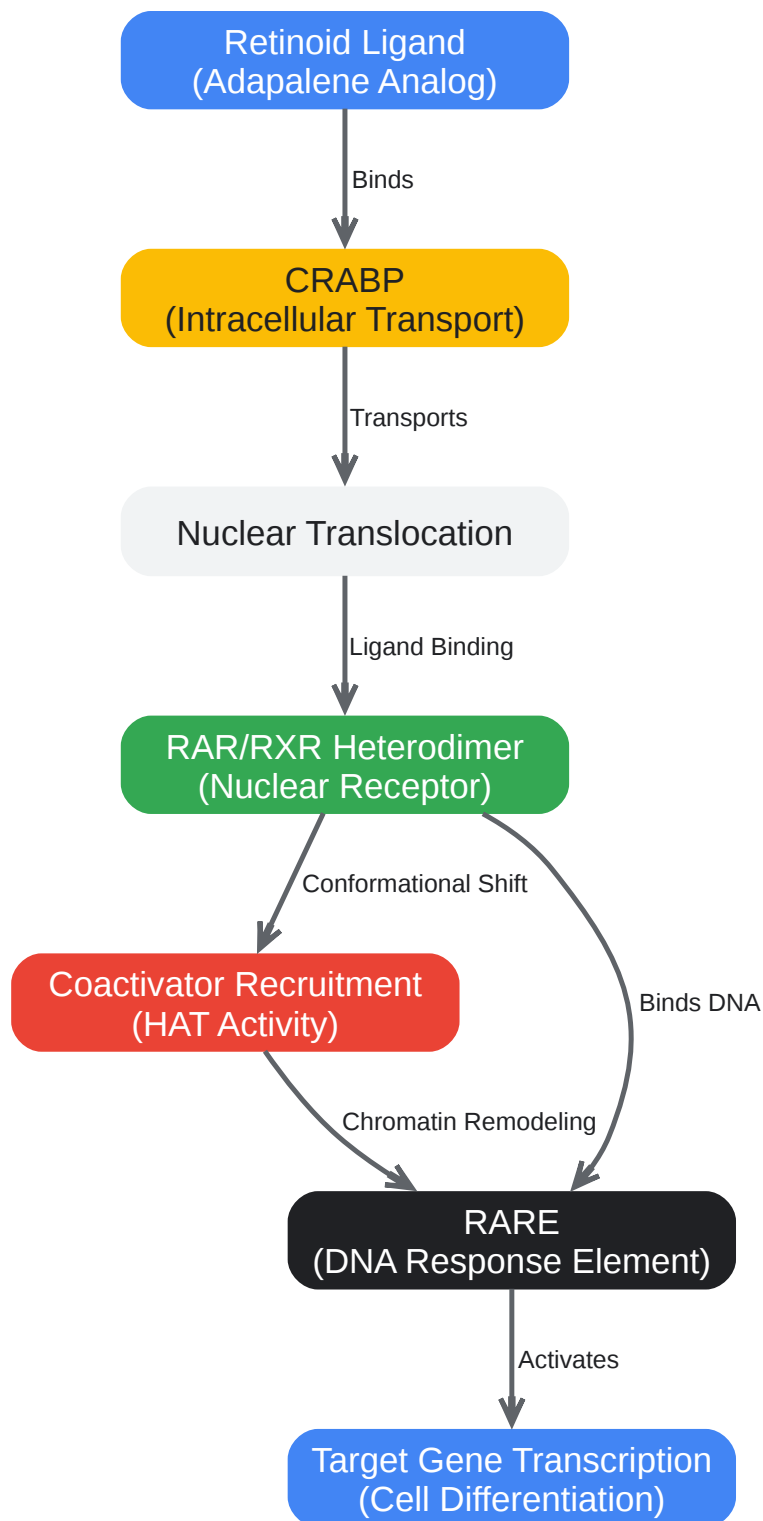 Retinoid Ligand
(Adapalene Analog)
Binds
CRABP
(Intracellular Transport)
Transports
Nuclear Translocation
Ligand Binding
RAR/RXR Heterodimer
(Nuclear Receptor)
Conformational Shift
Coactivator Recruitment
(HAT Activity)
Binds DNA
Chromatin Remodeling
RARE
(DNA Response Element)
Activates
Target Gene Transcription
(Cell Differentiation)